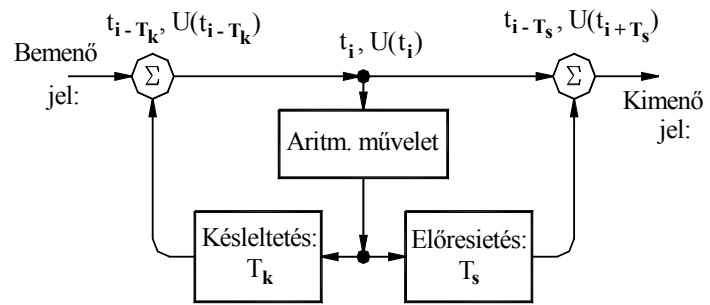 t_{i - T_k}, U(t_{i - T_k})
t_i, U(t_i)
t_{i - T_s}, U(t_{i + T_s})
Bemenő
jel:
Σ
Σ
Kimenő
jel:
Aritm. művelet
Késleltetés:
T_k
Előresietés:
T_s